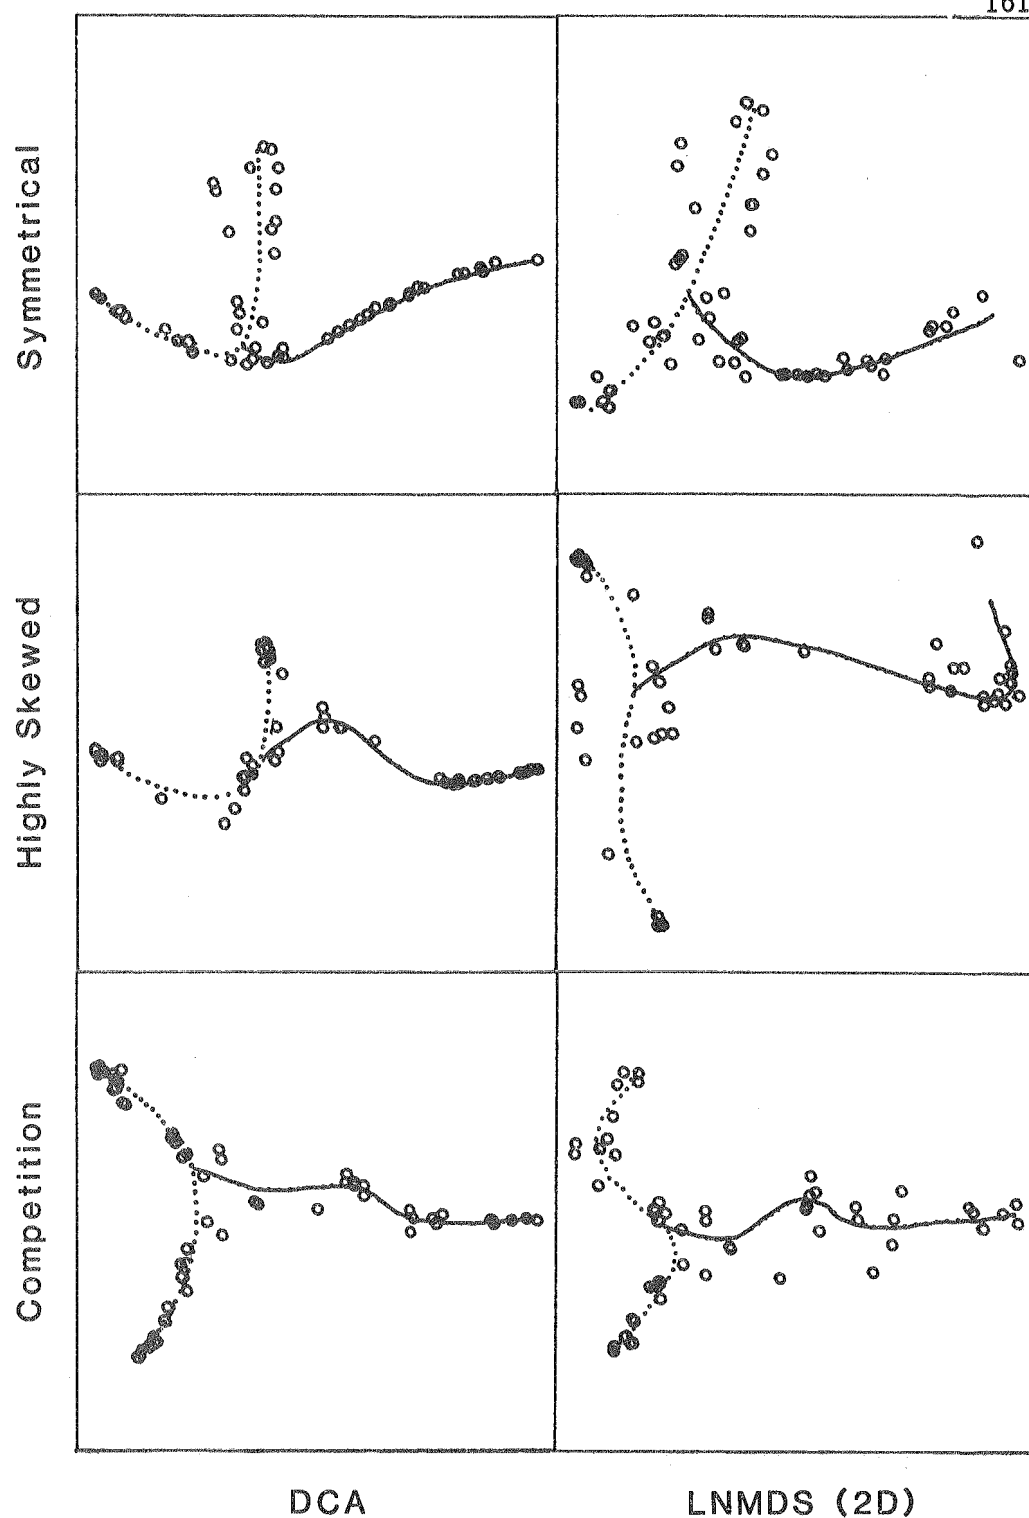 161
Symmetrical
Highly Skewed
Competition
DCA
LNMDS (2D)